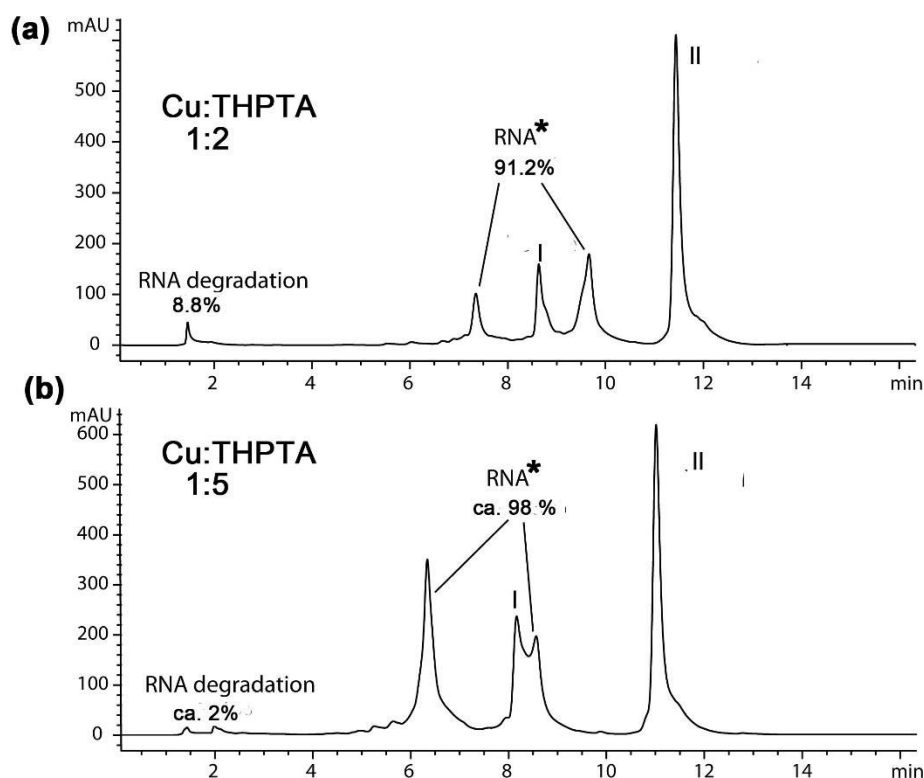 (a)
mAU
Cu:THPTA
1:2
RNA*
91.2%
I
II
RNA degradation
8.8%
500
400
300
200
100
0
2 4 6 8 10 12 14 min
(b)
mAU
Cu:THPTA
1:5
RNA*
ca. 98 %
I
II
RNA degradation
ca. 2%
600
500
400
300
200
100
0
2 4 6 8 10 12 14 min